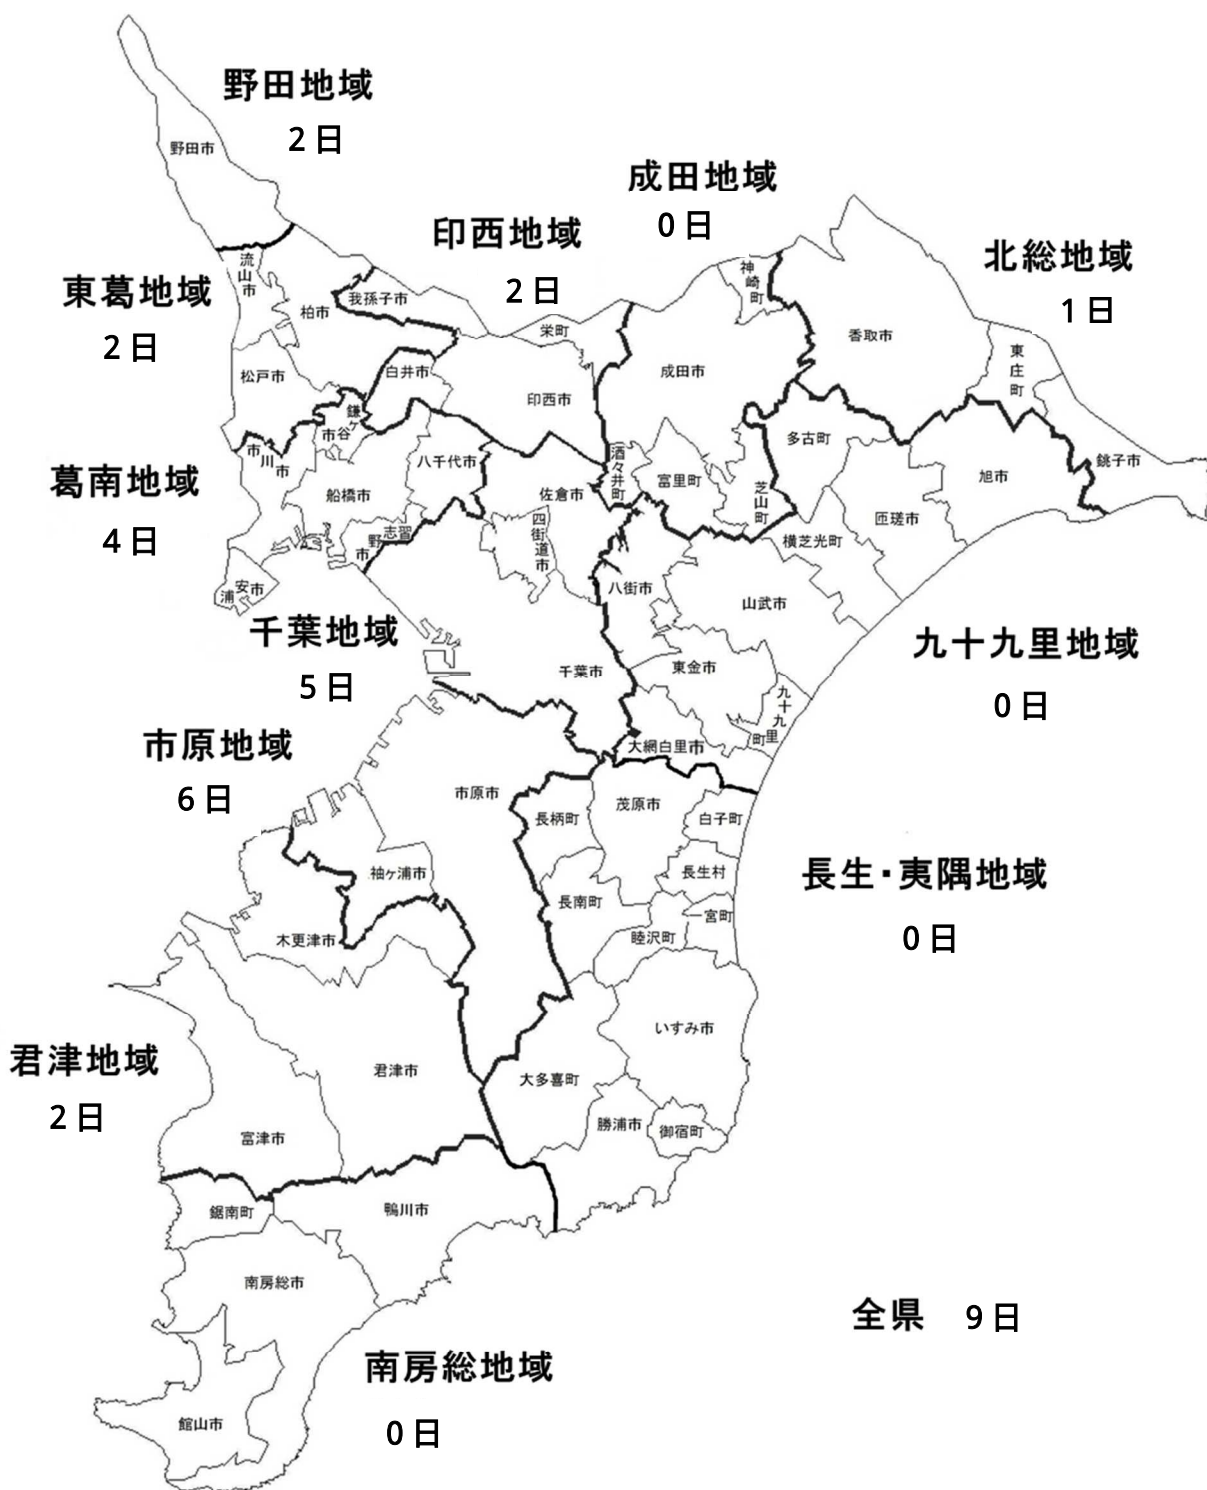 野田地域
2日
野田市
成田地域
0日
印西地域
2日
北総地域
1日
東葛地域
2日
流山市
柏市
我孫子市
栄町
神崎町
香取市
東庄町
松戸市
白井市
印西市
成田市
鎌ケ谷市
市川市
多古町
銚子市
葛南地域
4日
船橋市
八千代市
佐倉市
酒々井町
富里町
芝山町
旭市
匝瑳市
習志野市
四街道市
横芝光町
浦安市
八街市
山武市
千葉地域
5日
九十九里地域
0日
千葉市
東金市
九十九里町
大網白里市
市原地域
6日
市原市
長柄町
茂原市
白子町
袖ヶ浦市
長生村
長生・夷隅地域
0日
長南町
一宮町
睦沢町
木更津市
君津地域
2日
いすみ市
君津市
大多喜町
勝浦市
御宿町
富津市
鋸南町
鴨川市
南房総市
全県 9日
南房総地域
0日
館山市